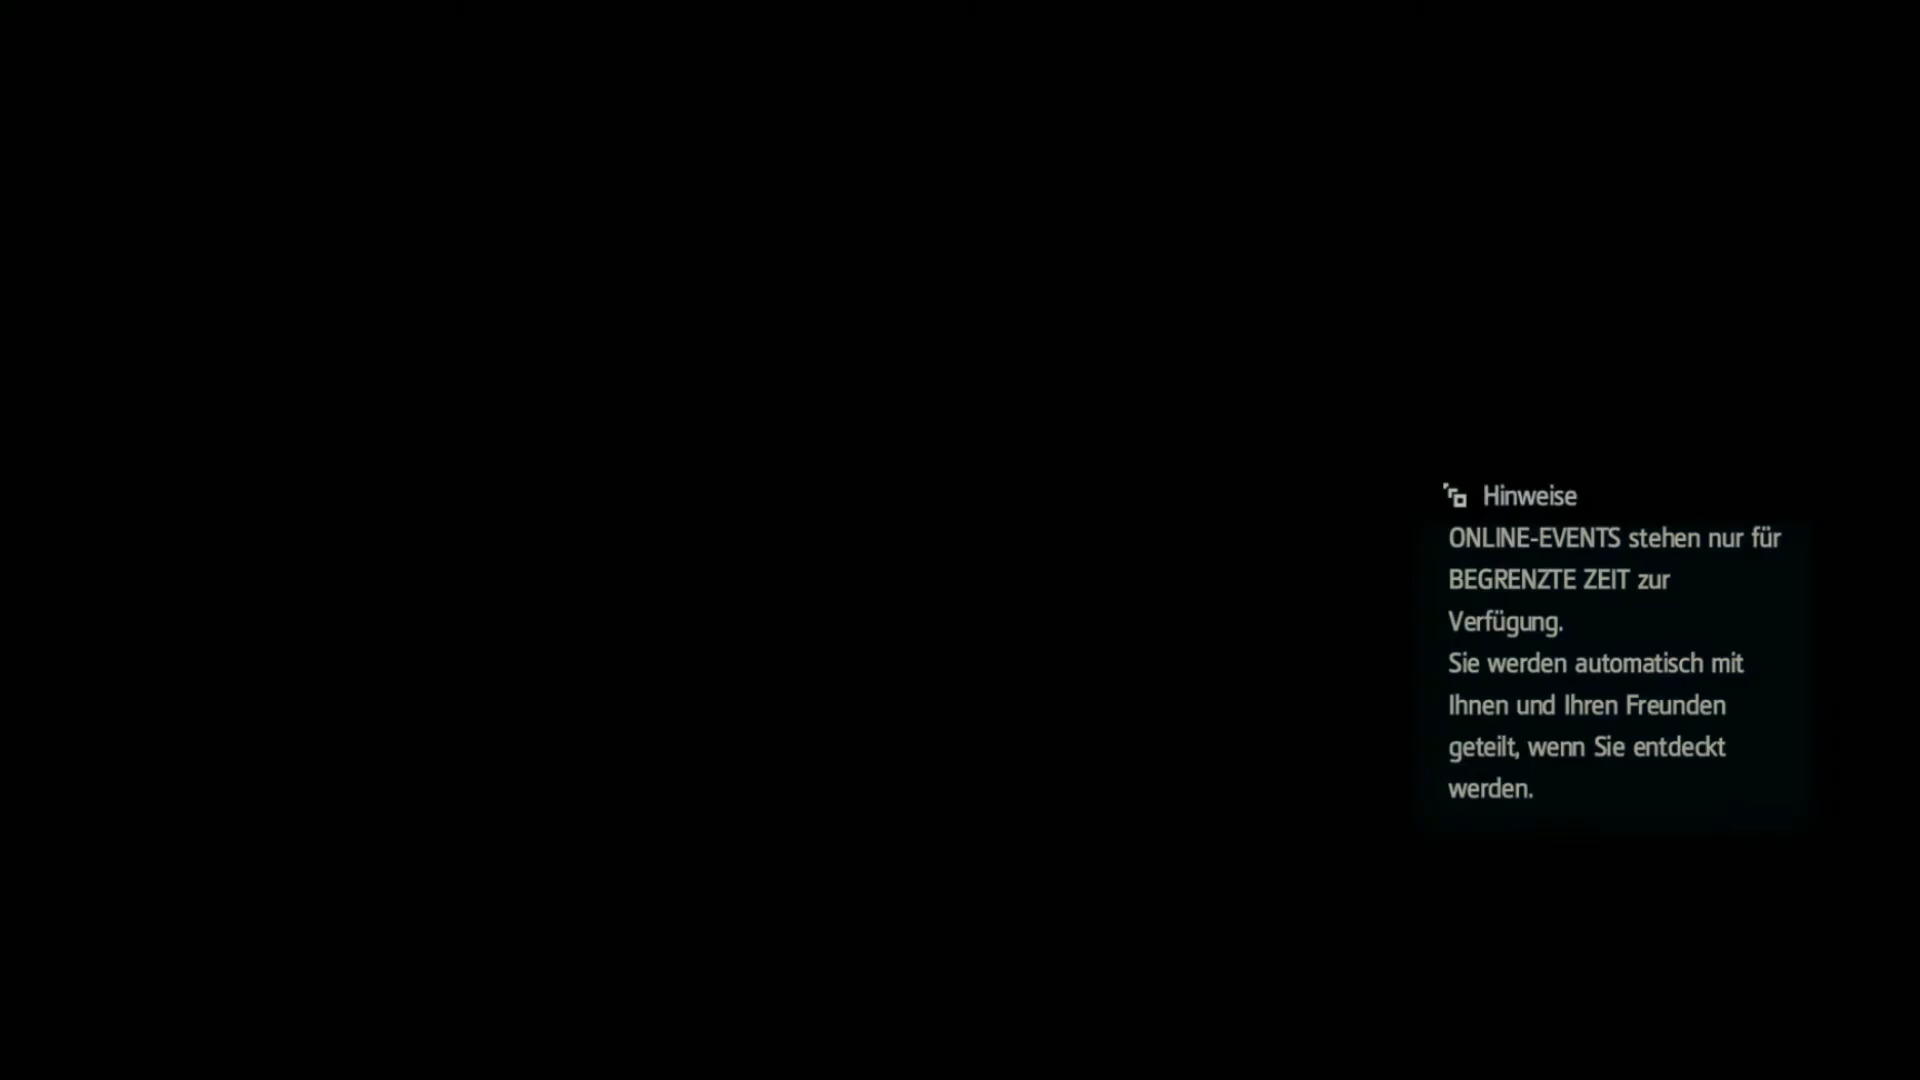 Hinweise
ONLINE-EVENTS stehen nur für
BEGRENZTE ZEIT zur
Verfügung.
Sie werden automatisch mit
Ihnen und Ihren Freunden
geteilt, wenn Sie entdeckt
werden.